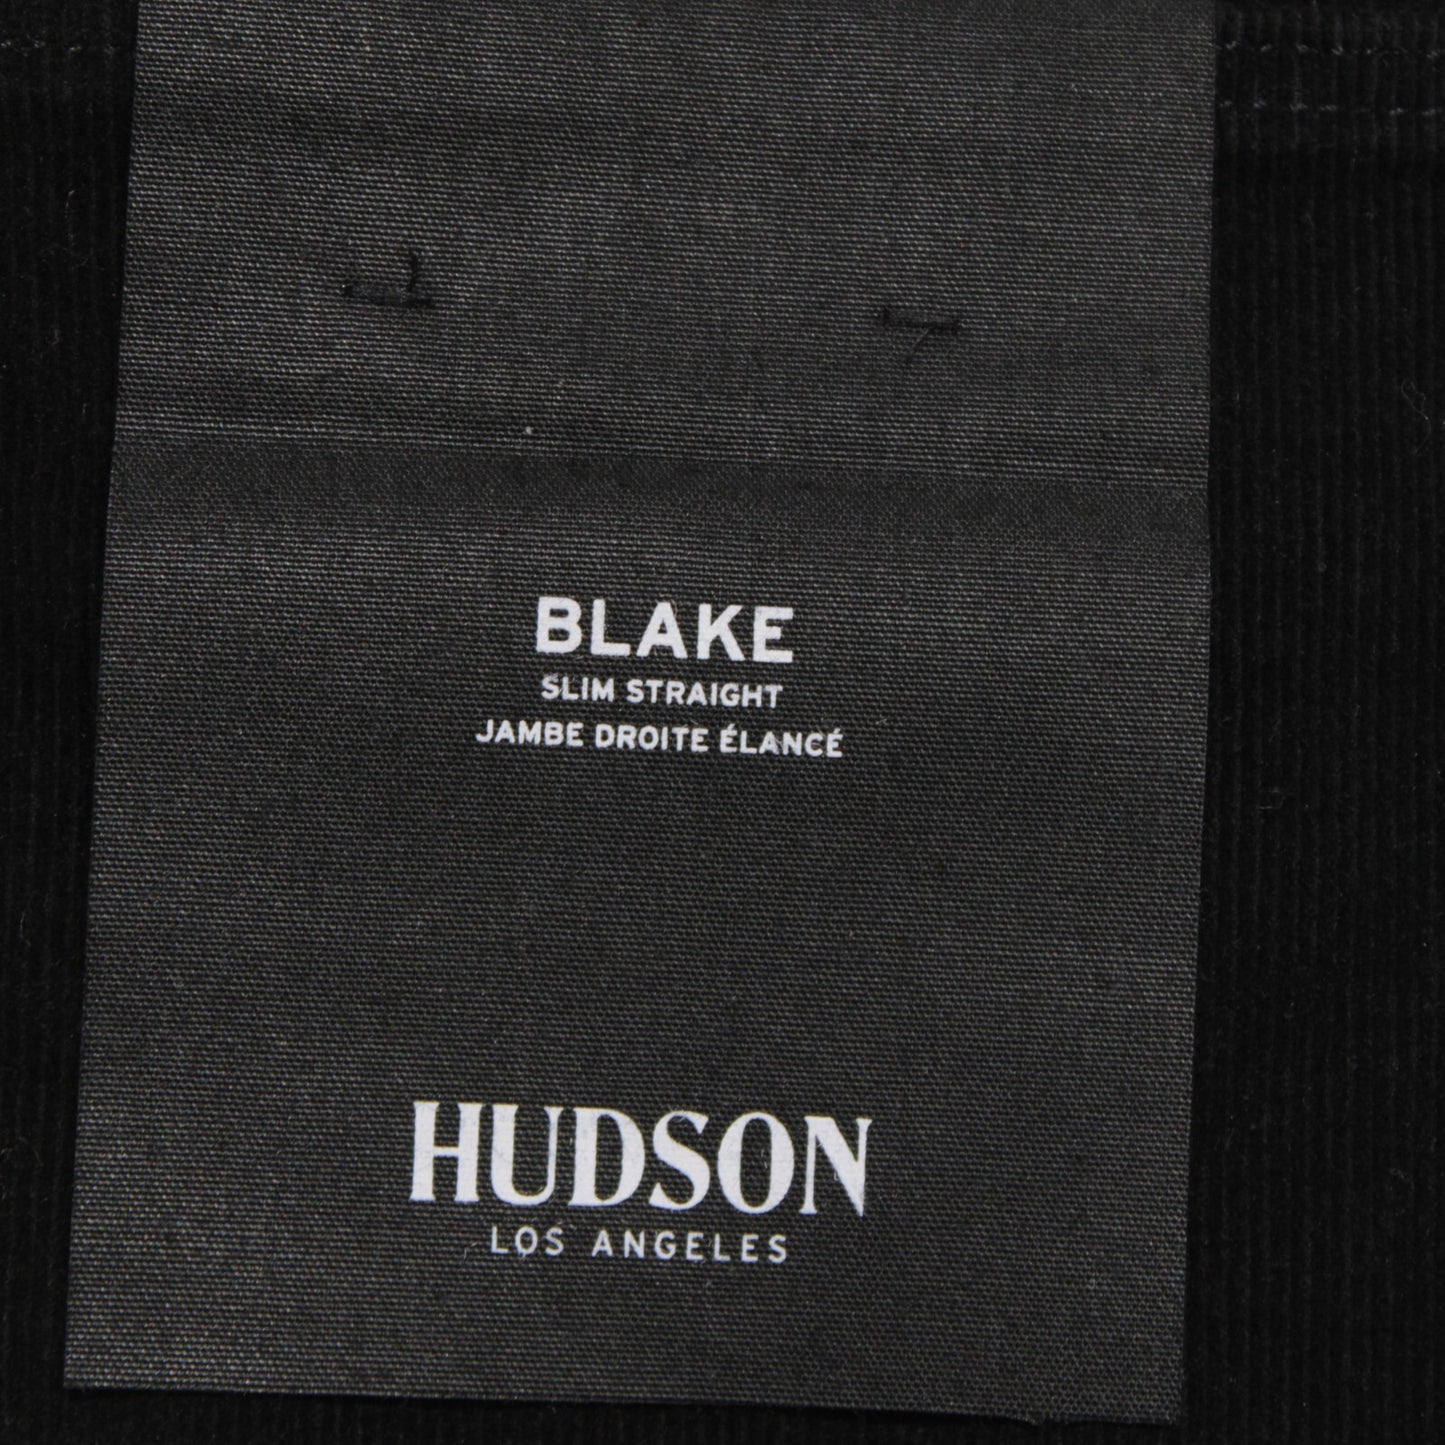 BLAKE
SLIM STRAIGHT
JAMBE DROITE ÉLANCÉ
HUDSON
LOS ANGELES